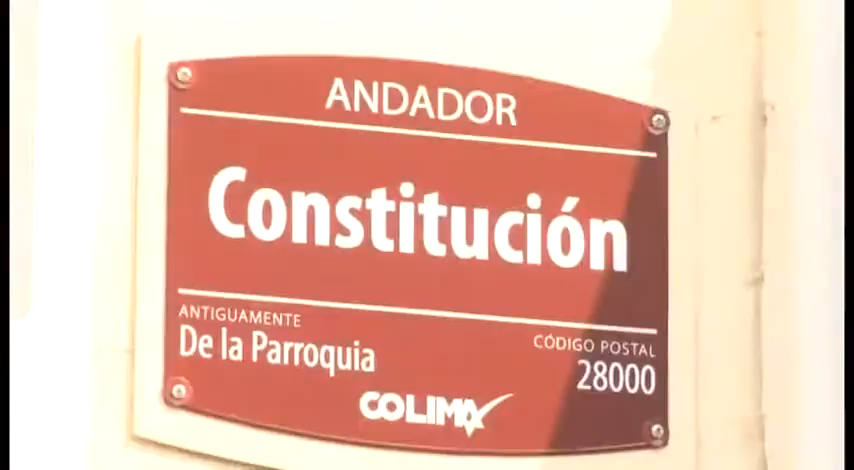 ANDADOR
Constitución
ANTIGUAMENTE
De la Parroquia
CÓDIGO POSTAL
28000
COLIMA